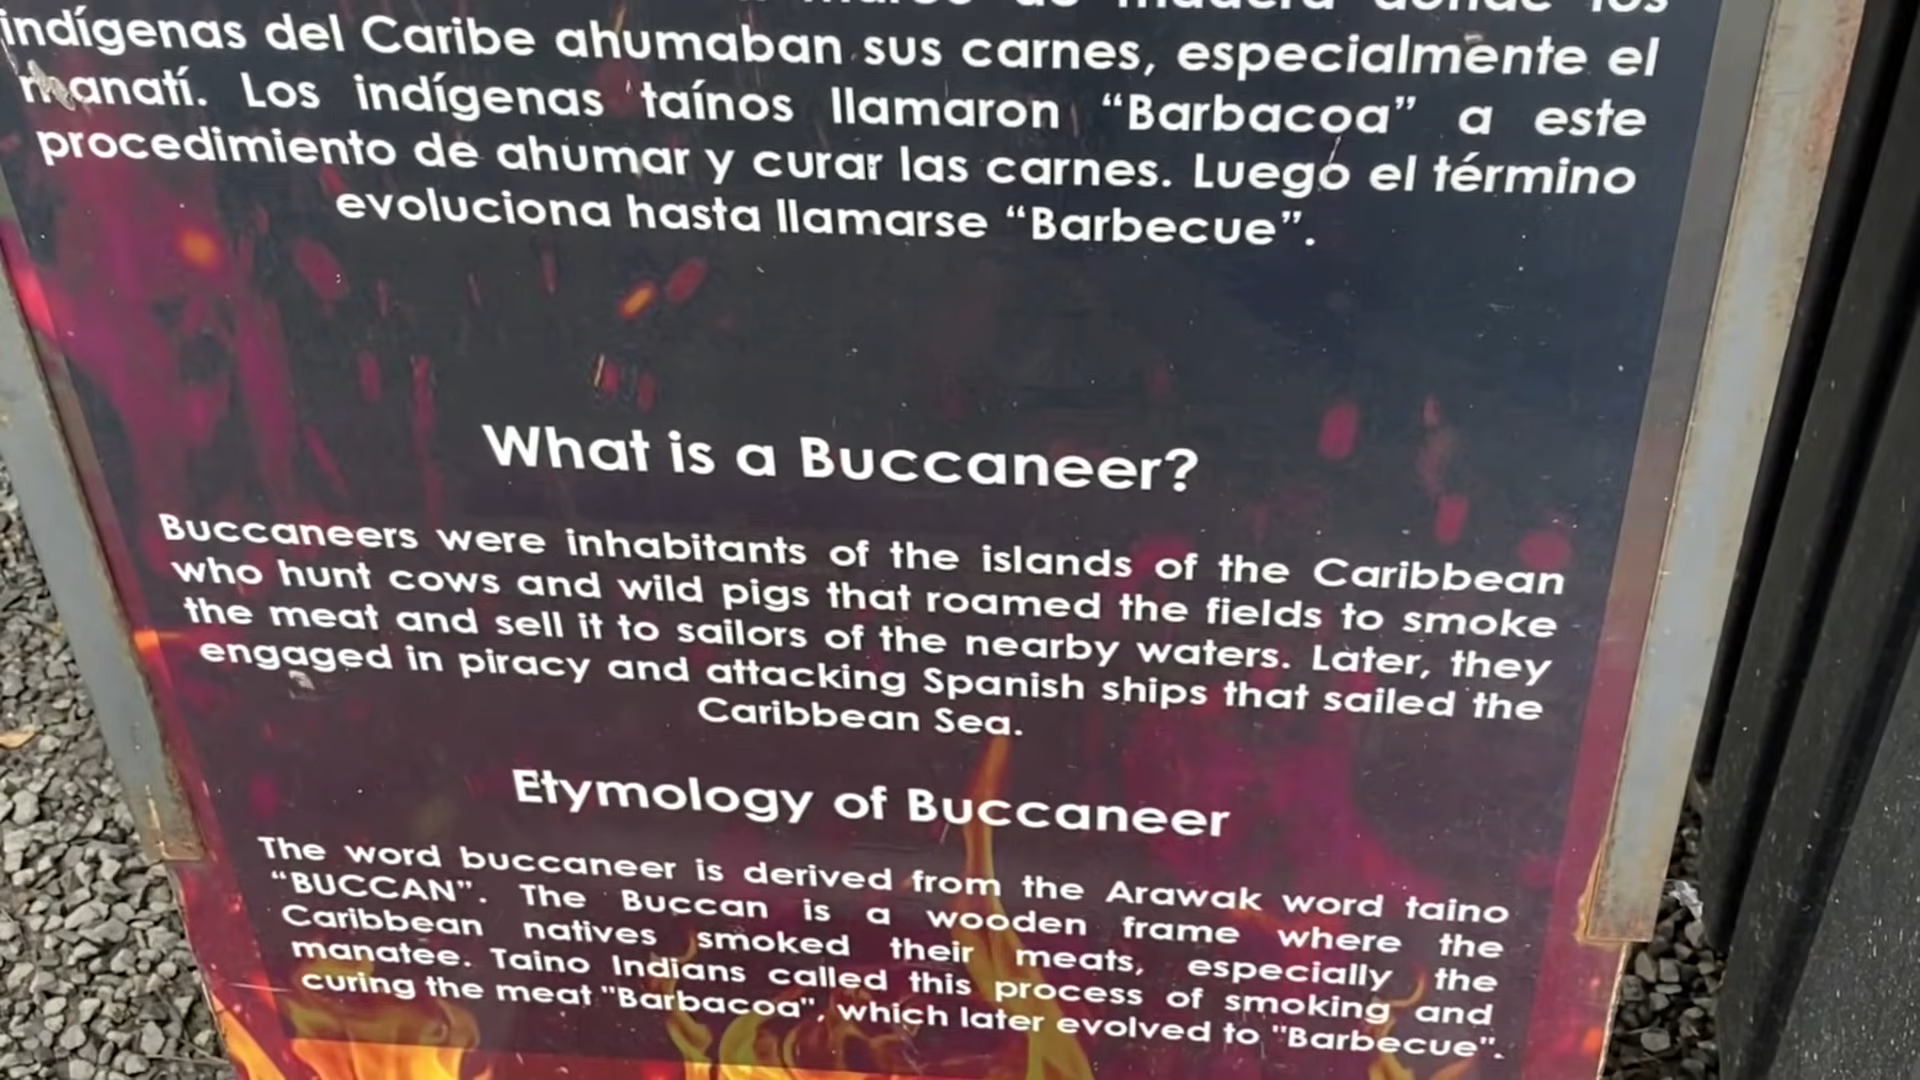 marco de madera donde los
indígenas del Caribe ahumaban sus carnes, especialmente el
manatí. Los indígenas taínos llamaron “Barbacoa” a este
procedimiento de ahumar y curar las carnes. Luego el término
evoluciona hasta llamarse “Barbecue”.
What is a Buccaneer?
Buccaneers were inhabitants of the islands of the Caribbean
who hunt cows and wild pigs that roamed the fields to smoke
the meat and sell it to sailors of the nearby waters. Later, they
engaged in piracy and attacking Spanish ships that sailed the
Caribbean Sea.
Etymology of Buccaneer
The word buccaneer is derived from the Arawak word taino
“BUCCAN”. The Buccan is a wooden frame where the
Caribbean natives smoked their meats, especially the
manatee. Taino Indians called this process of smoking and
curing the meat "Barbacoa", which later evolved to "Barbecue".